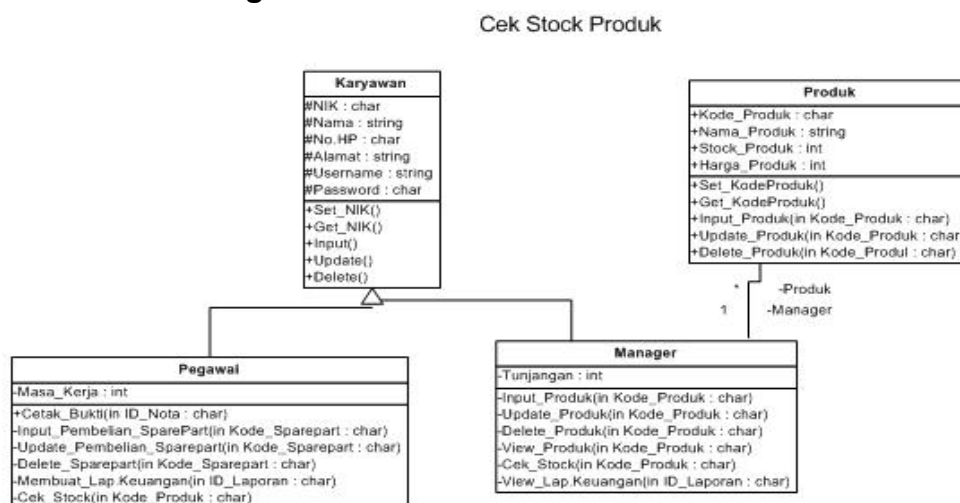 Cek Stock Produk
Karyawan
#NIK : char
#Nama : string
#No.HP : char
#Alamat : string
#Username : string
#Password : char
+Set_NIK()
+Get_NIK()
+Input()
+Update()
+Delete()
Produk
+Kode_Produk : char
+Nama_Produk : string
+Stock_Produk : int
+Harga_Produk : int
+Set_KodeProduk()
+Get_KodeProduk()
+Input_Produk(in Kode_Produk : char)
+Update_Produk(in Kode_Produk : char
+Delete_Produk(in Kode_Produl : char)
* -Produk
1 -Manager
Pegawai
-Masa_Kerja : int
+Cetak_Bukti(in ID_Nota : char)
-Input_Pembelian_SparePart(in Kode_Sparepart : char)
-Update_Pembelian_Sparepart(in Kode_Sparepart : char)
-Delete_Sparepart(in Kode_Sparepart : char)
-Membuat_Lap.Keuangan(in ID_Laporan : char)
-Cek_Stock(in Kode_Produk : char)
Manager
-Tunjangan : int
-Input_Produk(in Kode_Produk : char)
-Update_Produk(in Kode_Produk : char)
-Delete_Produk(in Kode_Produk : char)
-View_Produk(in Kode_Produk : char)
-Cek_Stock(in Kode_Produk : char)
-View_Lap.Keuangan(in ID_Laporan : char)